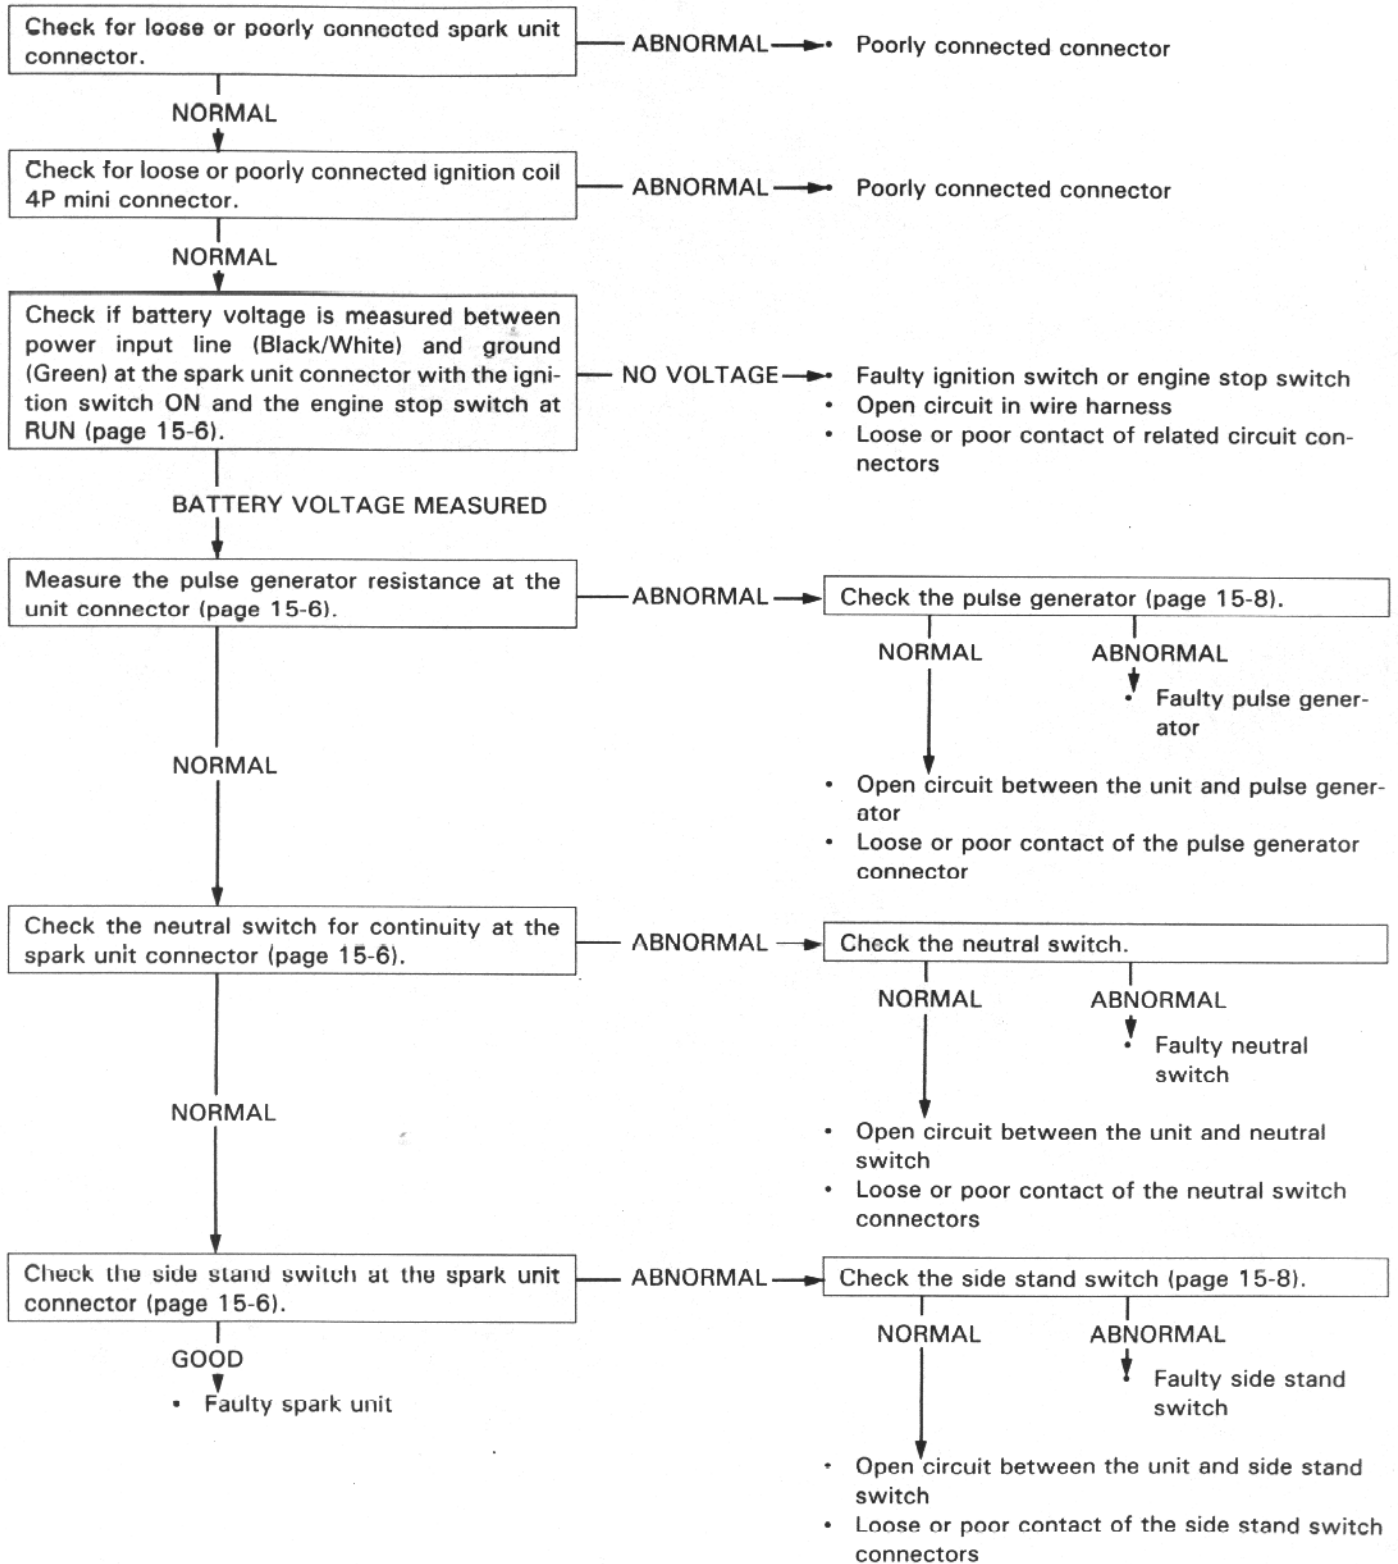 Check for loose or poorly connected spark unit
connector.
ABNORMAL
• Poorly connected connector
NORMAL
Check for loose or poorly connected ignition coil
4P mini connector.
ABNORMAL
• Poorly connected connector
NORMAL
Check if battery voltage is measured between
power input line (Black/White) and ground
(Green) at the spark unit connector with the igni-
tion switch ON and the engine stop switch at
RUN (page 15-6).
NO VOLTAGE
• Faulty ignition switch or engine stop switch
• Open circuit in wire harness
• Loose or poor contact of related circuit con-
nectors
BATTERY VOLTAGE MEASURED
Measure the pulse generator resistance at the
unit connector (page 15-6).
ABNORMAL
Check the pulse generator (page 15-8).
NORMAL
ABNORMAL
• Faulty pulse gener-
ator
NORMAL
• Open circuit between the unit and pulse gener-
ator
• Loose or poor contact of the pulse generator
connector
Check the neutral switch for continuity at the
spark unit connector (page 15-6).
ABNORMAL
Check the neutral switch.
NORMAL
ABNORMAL
• Faulty neutral
switch
NORMAL
• Open circuit between the unit and neutral
switch
• Loose or poor contact of the neutral switch
connectors
Check the side stand switch at the spark unit
connector (page 15-6).
ABNORMAL
Check the side stand switch (page 15-8).
NORMAL
ABNORMAL
GOOD
• Faulty side stand
switch
• Faulty spark unit
• Open circuit between the unit and side stand
switch
• Loose or poor contact of the side stand switch
connectors